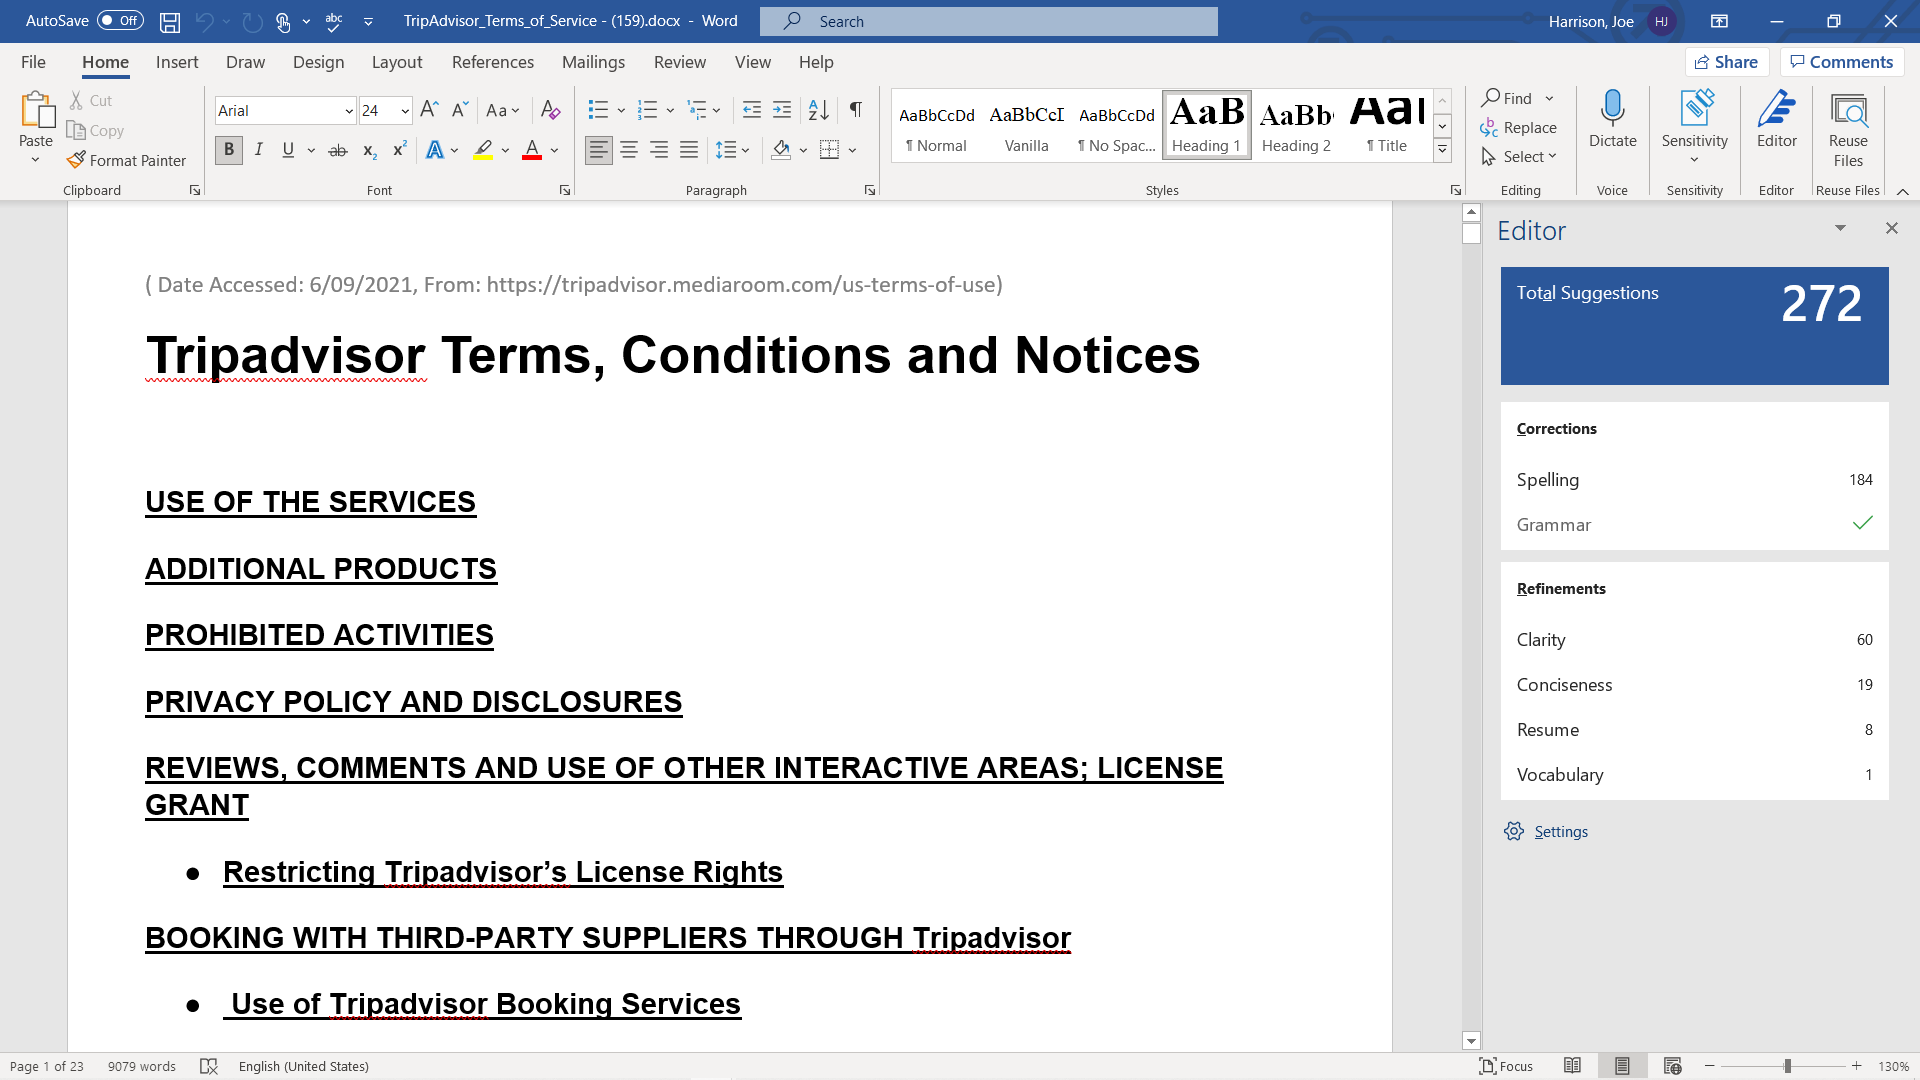 AutoSave Off TripAdvisor_Terms_of_Service - (159).docx - Word Search Harrison, Joe HJ
File Home Insert Draw Design Layout References Mailings Review View Help Share Comments
Paste Cut Copy Format Painter Clipboard
Arial 24 Font
Paragraph
AaBbCcDd ¶ Normal
AaBbCcI Vanilla
AaBbCcDd ¶ No Spac...
AaB Heading 1
AaBb Heading 2
Aa ¶ Title
Styles
Find Replace Select Editing
Dictate Voice
Sensitivity Sensitivity
Editor Editor
Reuse Files Reuse Files
( Date Accessed: 6/09/2021, From: https://tripadvisor.mediaroom.com/us-terms-of-use)
Tripadvisor Terms, Conditions and Notices
USE OF THE SERVICES
ADDITIONAL PRODUCTS
PROHIBITED ACTIVITIES
PRIVACY POLICY AND DISCLOSURES
REVIEWS, COMMENTS AND USE OF OTHER INTERACTIVE AREAS; LICENSE
GRANT
● Restricting Tripadvisor’s License Rights
BOOKING WITH THIRD-PARTY SUPPLIERS THROUGH Tripadvisor
● Use of Tripadvisor Booking Services
Editor
Total Suggestions 272
Corrections
Spelling 184
Grammar
Refinements
Clarity 60
Conciseness 19
Resume 8
Vocabulary 1
Settings
Page 1 of 23 9079 words English (United States) Focus 130%